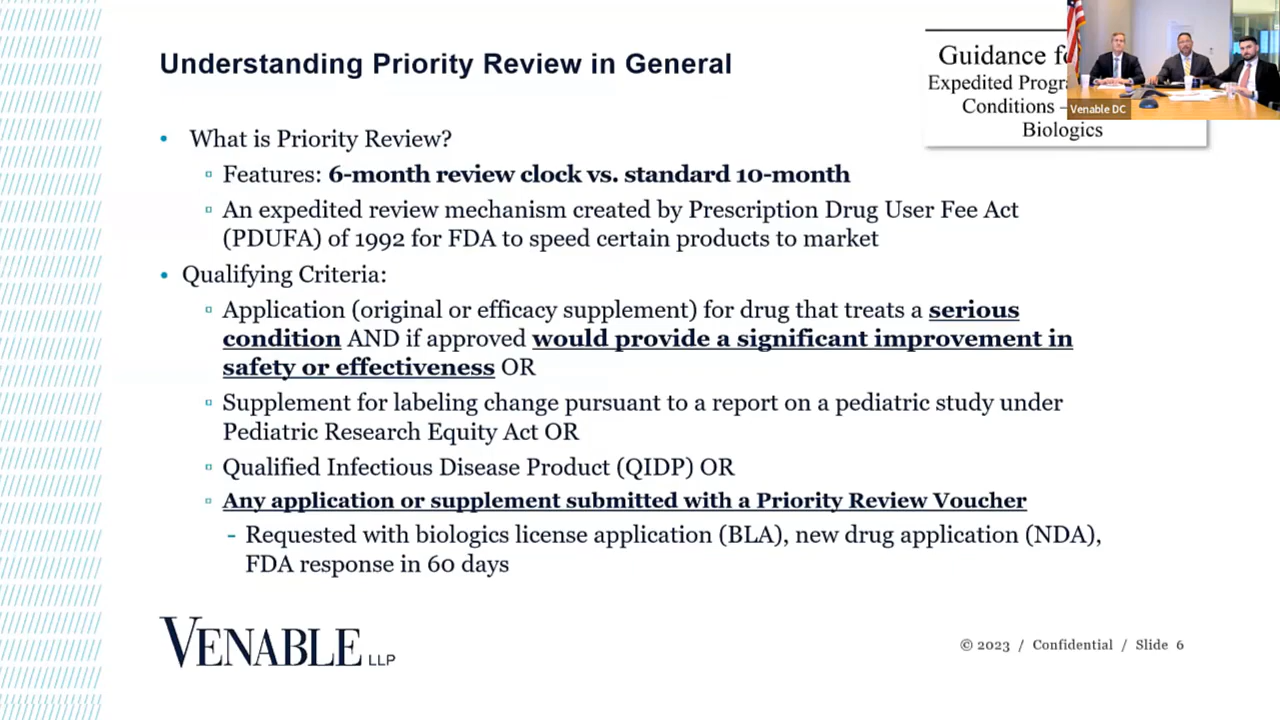 Understanding Priority Review in General
Guidance
Expedited
Conditions –
Biologics
Venable DC
• What is Priority Review?
▫ Features: 6-month review clock vs. standard 10-month
▫ An expedited review mechanism created by Prescription Drug User Fee Act
(PDUFA) of 1992 for FDA to speed certain products to market
• Qualifying Criteria:
▫ Application (original or efficacy supplement) for drug that treats a serious
condition AND if approved would provide a significant improvement in
safety or effectiveness OR
▫ Supplement for labeling change pursuant to a report on a pediatric study under
Pediatric Research Equity Act OR
▫ Qualified Infectious Disease Product (QIDP) OR
▫ Any application or supplement submitted with a Priority Review Voucher
- Requested with biologics license application (BLA), new drug application (NDA),
FDA response in 60 days
VENABLE LLP
© 2023 / Confidential / Slide 6